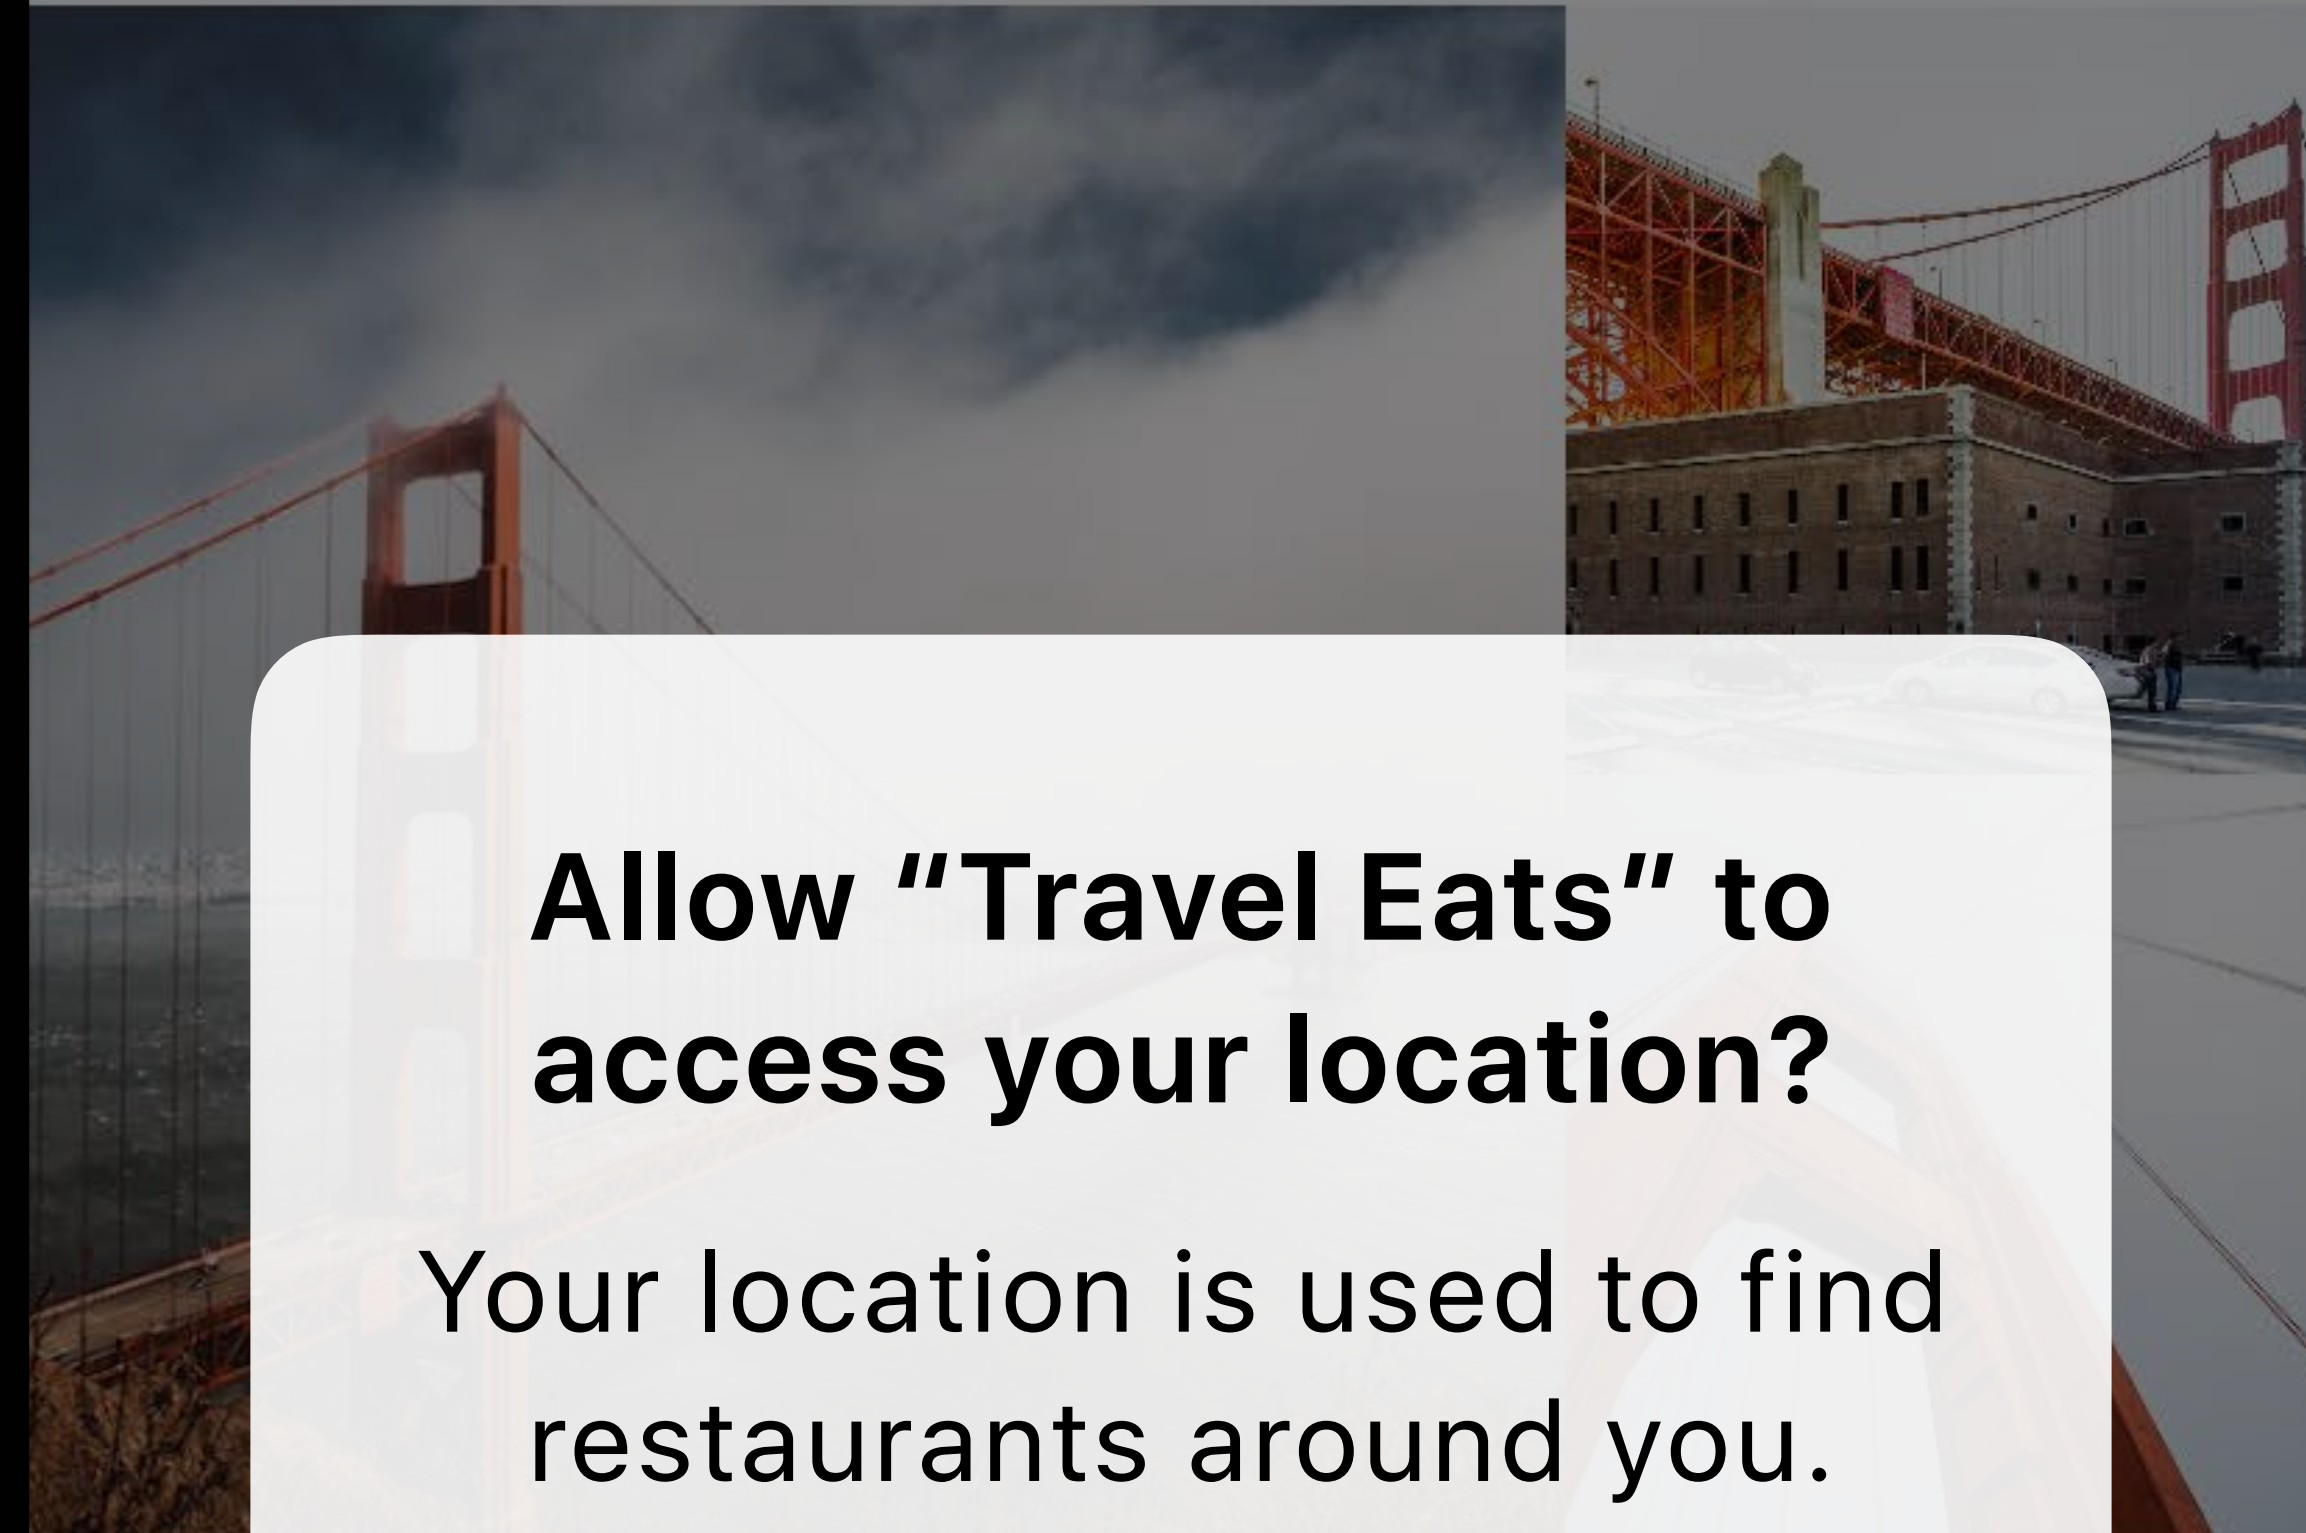 Allow “Travel Eats” to
access your location?
Your location is used to find
restaurants around you.